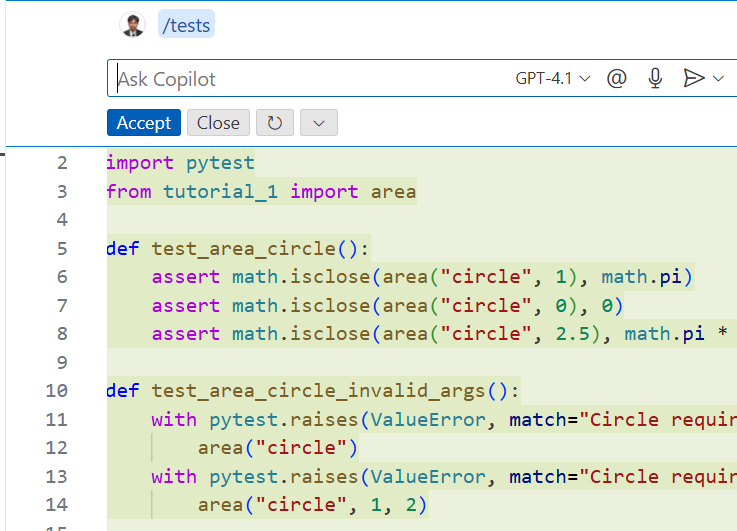 /tests
Ask Copilot GPT-4.1 @
Accept Close
2 import pytest
3 from tutorial_1 import area
4
5 def test_area_circle():
6 assert math.isclose(area("circle", 1), math.pi)
7 assert math.isclose(area("circle", 0), 0)
8 assert math.isclose(area("circle", 2.5), math.pi *
9
10 def test_area_circle_invalid_args():
11 with pytest.raises(ValueError, match="Circle requir
12 area("circle")
13 with pytest.raises(ValueError, match="Circle requir
14 area("circle", 1, 2)